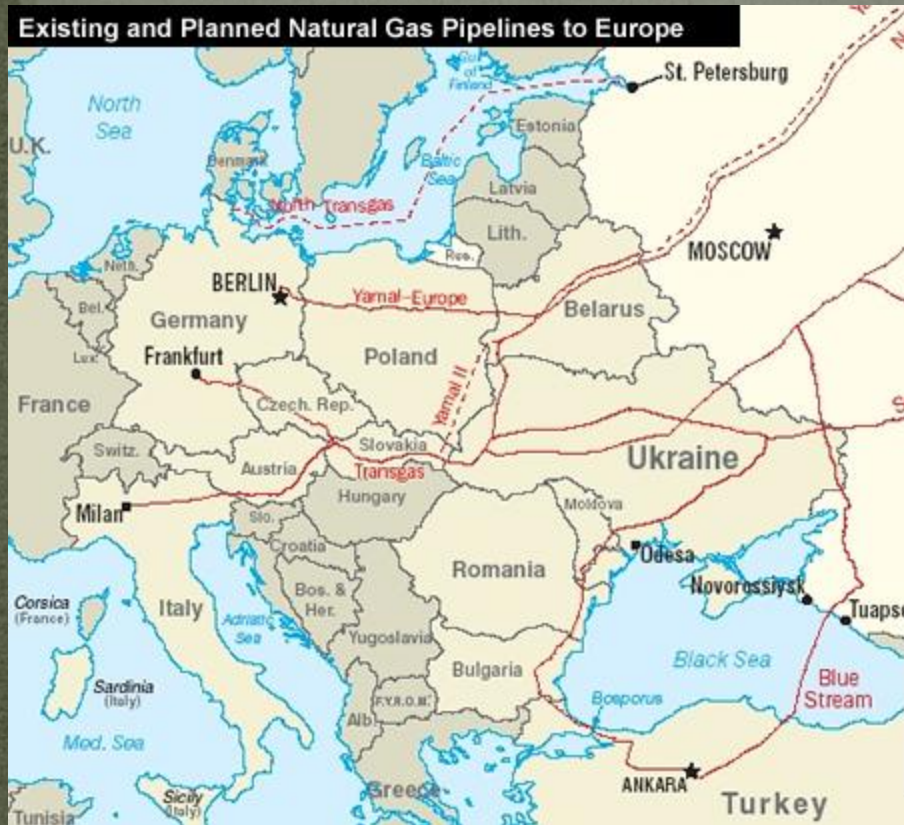 Existing and Planned Natural Gas Pipelines to Europe
North
Sea
Gulf
of
Finland
St. Petersburg
Estonia
U.K.
Denmark
Baltic
Sea
Latvia
North Transgas
Lith.
MOSCOW
Rus.
Neth.
BERLIN
Yamal-Europe
Belarus
Bel.
Germany
Lux.
Frankfurt
Poland
Yamal II
France
Czech. Rep.
Slovakia
Ukraine
Switz.
Austria
Transgas
Hungary
Moldova
Milan
Slo.
Odesa
Croatia
Romania
Novorossiysk
Bos. &
Her.
Corsica
(France)
Italy
Adriatic
Sea
Tuapse
Yugoslavia
Black Sea
Bulgaria
Blue
Stream
Sardinia
(Italy)
F.Y.R.O.M.
Bosporus
Alb.
Med. Sea
ANKARA
Greece
Sicily
(Italy)
Turkey
Tunisia